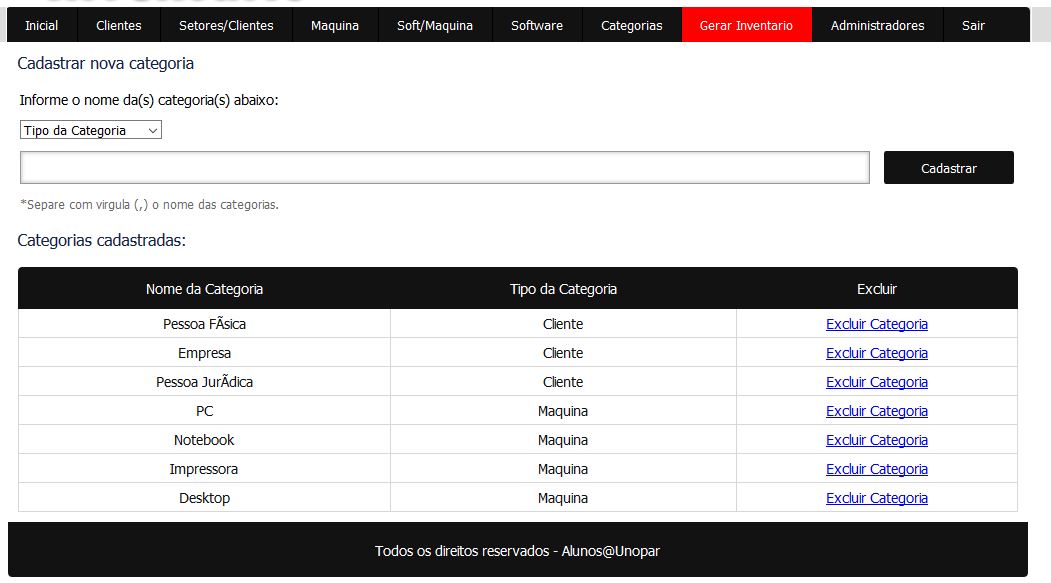 Inicial Clientes Setores/Clientes Maquina Soft/Maquina Software Categorias Gerar Inventario Administradores Sair
Cadastrar nova categoria
Informe o nome da(s) categoria(s) abaixo:
Tipo da Categoria
Cadastrar
*Separe com virgula (,) o nome das categorias.
Categorias cadastradas:
Nome da Categoria Tipo da Categoria Excluir
Pessoa FÃsica Cliente Excluir Categoria
Empresa Cliente Excluir Categoria
Pessoa JurÃdica Cliente Excluir Categoria
PC Maquina Excluir Categoria
Notebook Maquina Excluir Categoria
Impressora Maquina Excluir Categoria
Desktop Maquina Excluir Categoria
Todos os direitos reservados - Alunos@Unopar